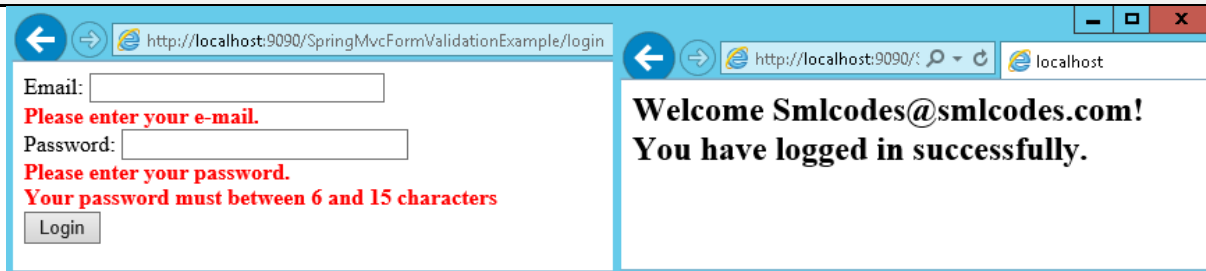 http://localhost:9090/SpringMvcFormValidationExample/login
Email:
Please enter your e-mail.
Password:
Please enter your password.
Your password must between 6 and 15 characters
Login
http://localhost:9090/S
localhost
Welcome Smlcodes@smlcodes.com!
You have logged in successfully.